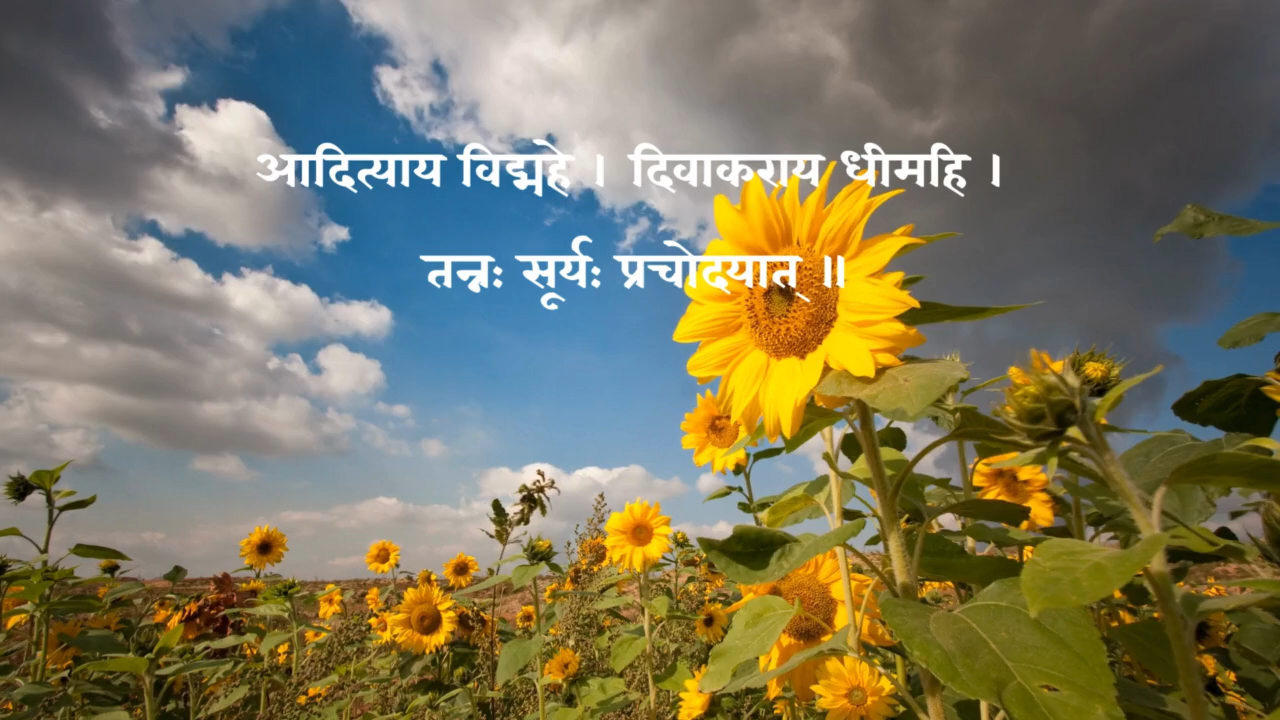 आदित्याय विद्महे । दिवाकराय धीमहि ।
तन्नः सूर्यः प्रचोदयात् ॥